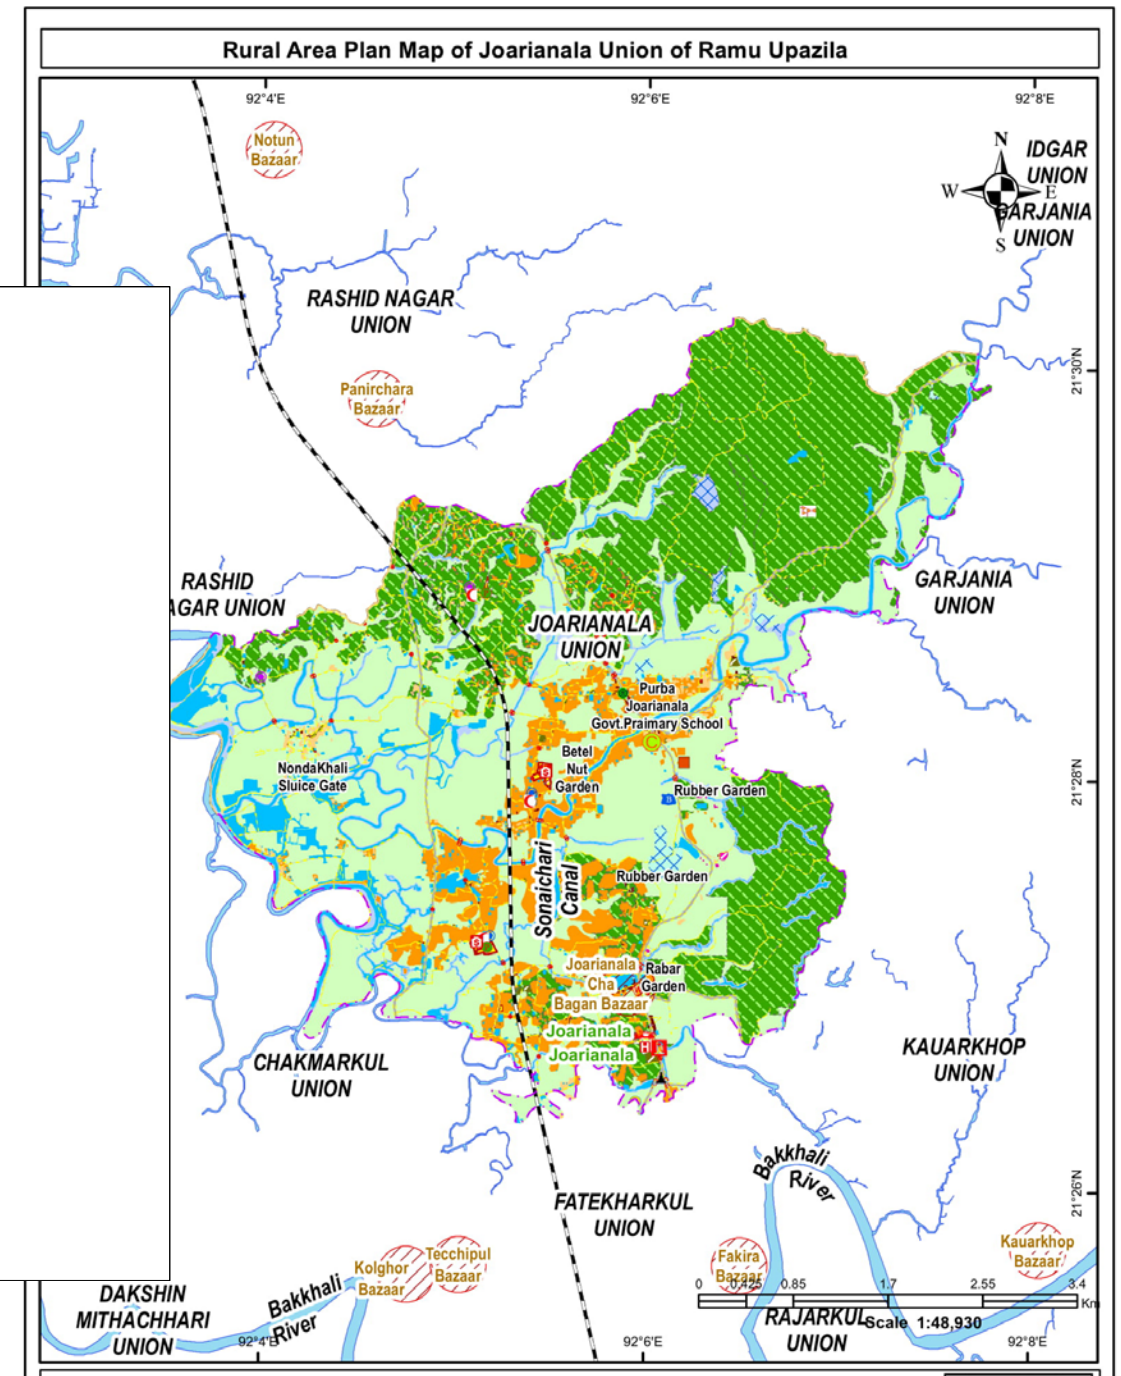 Rural Area Plan Map of Joarianala Union of Ramu Upazila
92°4'E
92°6'E
92°8'E
Notun
Bazaar
N
W
E
S
IDGAR
UNION
GARJANIA
UNION
RASHID NAGAR
UNION
21°30'N
Panirchara
Bazaar
RASHID
AGAR UNION
GARJANIA
UNION
JOARIANALA
UNION
Purba
Joarianala
Govt.Praimary School
C
Betel
Nut
Garden
NondaKhali
Sluice Gate
Rubber Garden
21°28'N
Sonaichari
Canal
Rubber Garden
Joarianala
Cha
Bagan Bazaar
Rabar
Garden
Joarianala
Joarianala
H
CHAKMARKUL
UNION
KAUARKHOP
UNION
Bakkhali
River
21°26'N
FATEKHARKUL
UNION
Kolghor
Bazaar
Tecchipul
Bazaar
Fakira
Bazaar
Kauarkhop
Bazaar
0 0.425 0.85 1.7 2.55 3.4
Km
DAKSHIN
MITHACHHARI
UNION
Bakkhali
River
RAJARKUL
UNION
Scale 1:48,930
92°4'E
92°6'E
92°8'E